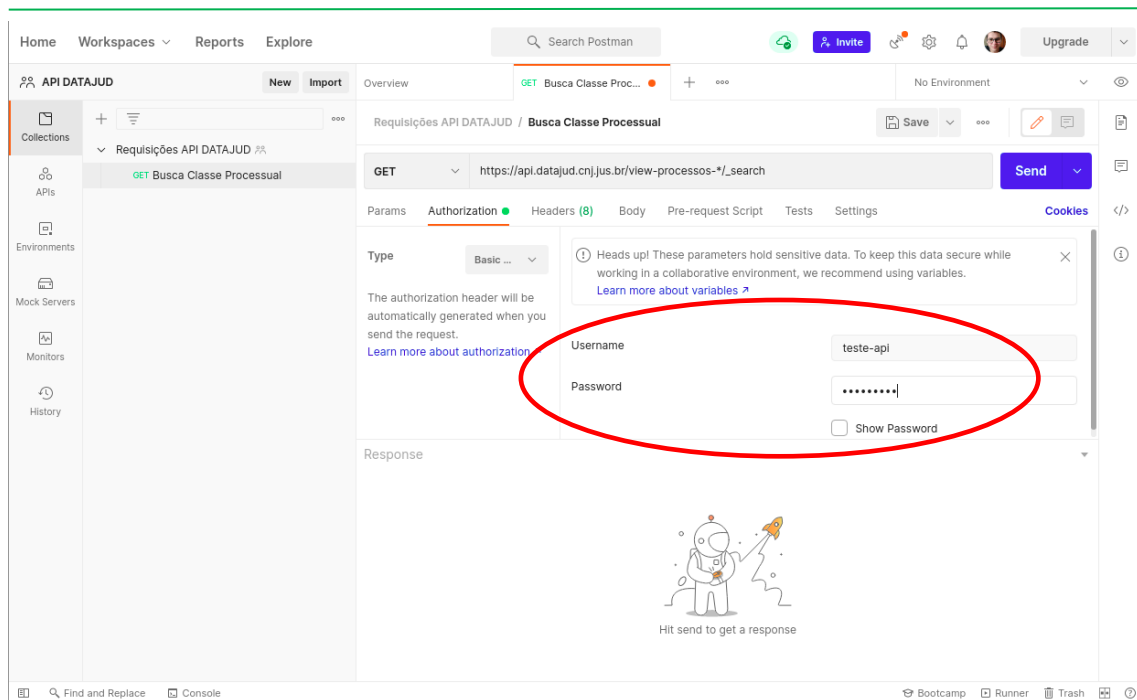 Home Workspaces Reports Explore Search Postman Invite Upgrade
API DATAJUD New Import Overview GET Busca Classe Proc... No Environment
Collections
APIs
Environments
Mock Servers
Monitors
History
Requisições API DATAJUD
GET Busca Classe Processual
Requisições API DATAJUD / Busca Classe Processual Save
GET https://api.datajud.cnj.jus.br/view-processos-*/_search Send
Params Authorization Headers (8) Body Pre-request Script Tests Settings Cookies
Type Basic ...
The authorization header will be
automatically generated when you
send the request.
Learn more about authorization
Heads up! These parameters hold sensitive data. To keep this data secure while
working in a collaborative environment, we recommend using variables.
Learn more about variables ↗
Username teste-api
Password •••••••••
Show Password
Response
Hit send to get a response
Find and Replace Console Bootcamp Runner Trash